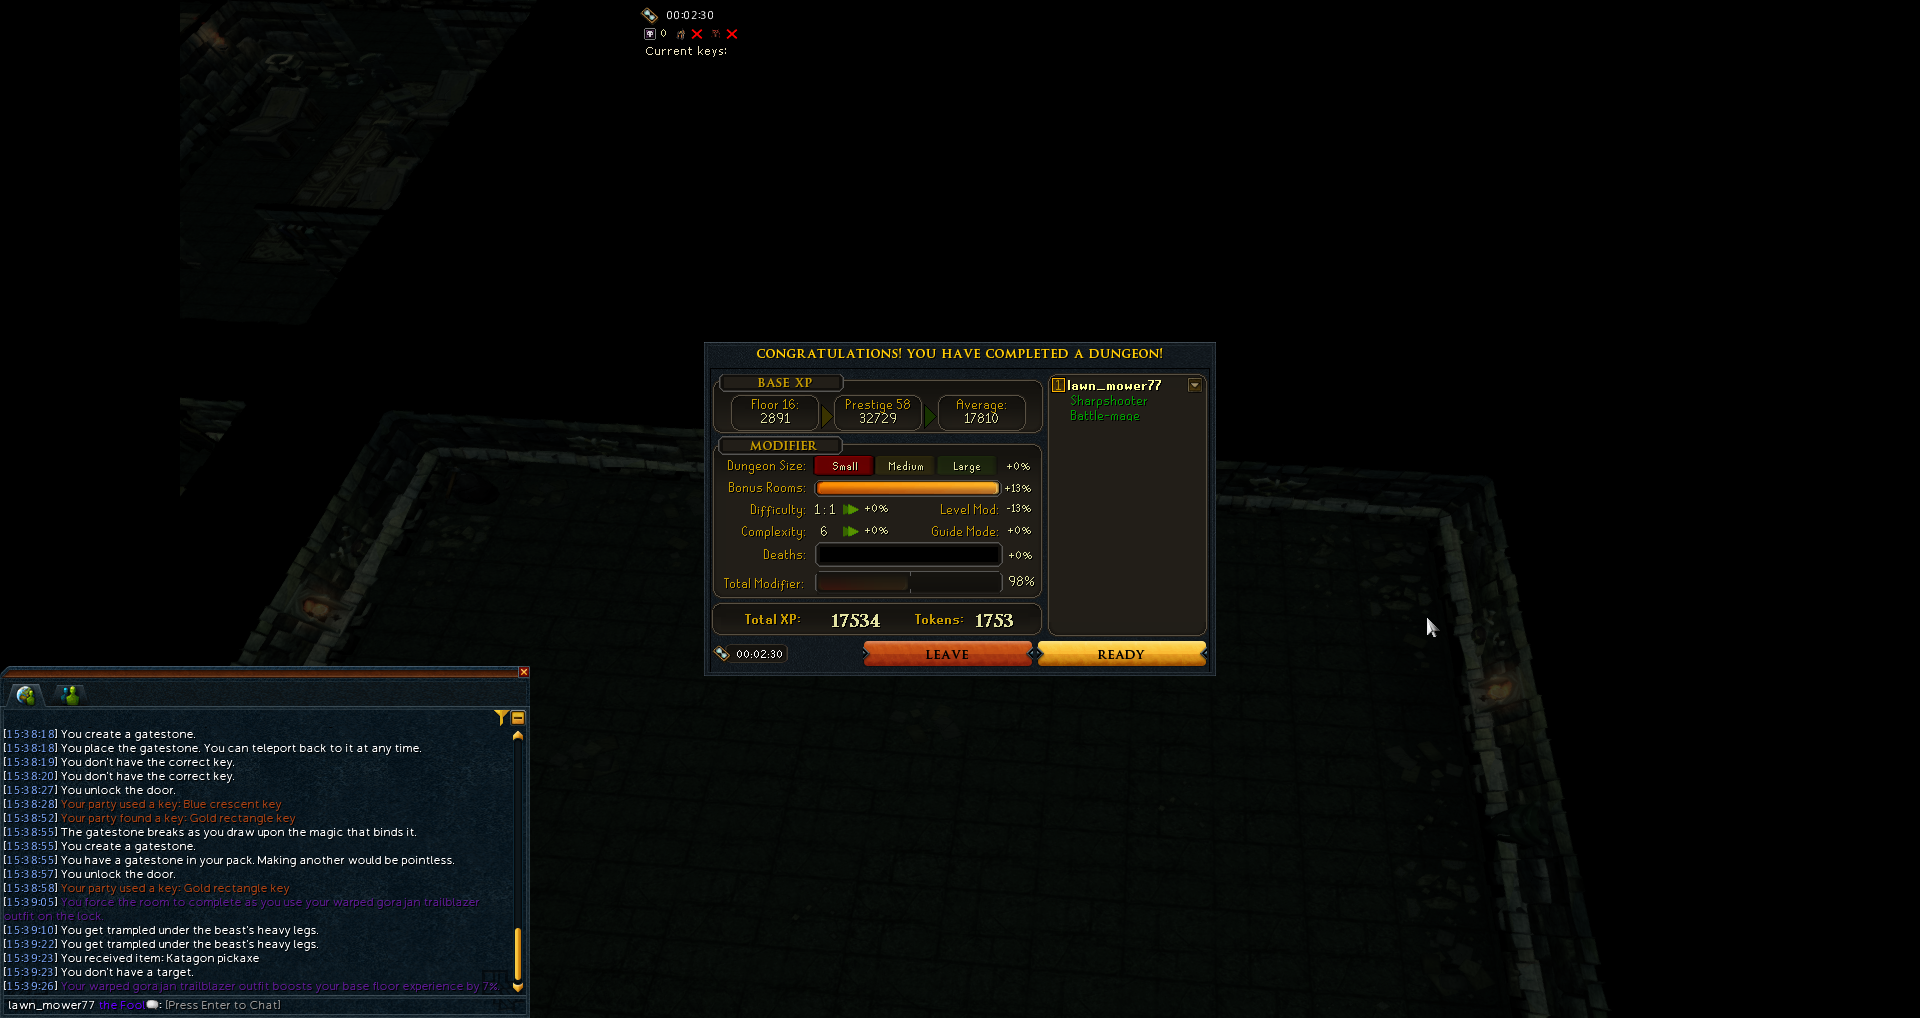 00:02:30
0
Current keys:
CONGRATULATIONS! YOU HAVE COMPLETED A DUNGEON!
BASE XP
Floor 16: 2891
Prestige 58 32729
Average: 17810
MODIFIER
Dungeon Size: Small Medium Large +0%
Bonus Rooms: +13%
Difficulty: 1:1 +0% Level Mod: -13%
Complexity: 6 +0% Guide Mode: +0%
Deaths: +0%
Total Modifier: 98%
Total XP: 17534 Tokens: 1753
00:02:30 LEAVE READY
1 lawn_mower77
Sharpshooter
Battle-mage
[15:38:18] You create a gatestone.
[15:38:18] You place the gatestone. You can teleport back to it at any time.
[15:38:19] You don't have the correct key.
[15:38:20] You don't have the correct key.
[15:38:27] You unlock the door.
[15:38:28] Your party used a key: Blue crescent key
[15:38:52] Your party found a key: Gold rectangle key
[15:38:55] The gatestone breaks as you draw upon the magic that binds it.
[15:38:55] You create a gatestone.
[15:38:55] You have a gatestone in your pack. Making another would be pointless.
[15:38:57] You unlock the door.
[15:38:58] Your party used a key: Gold rectangle key
[15:39:05] You force the room to complete as you use your warped gorajan trailblazer
outfit on the lock.
[15:39:10] You get trampled under the beast's heavy legs.
[15:39:22] You get trampled under the beast's heavy legs.
[15:39:23] You received item: Katagon pickaxe
[15:39:23] You don't have a target.
[15:39:26] Your warped gorajan trailblazer outfit boosts your base floor experience by 7%.
lawn_mower77 the Fool: [Press Enter to Chat]